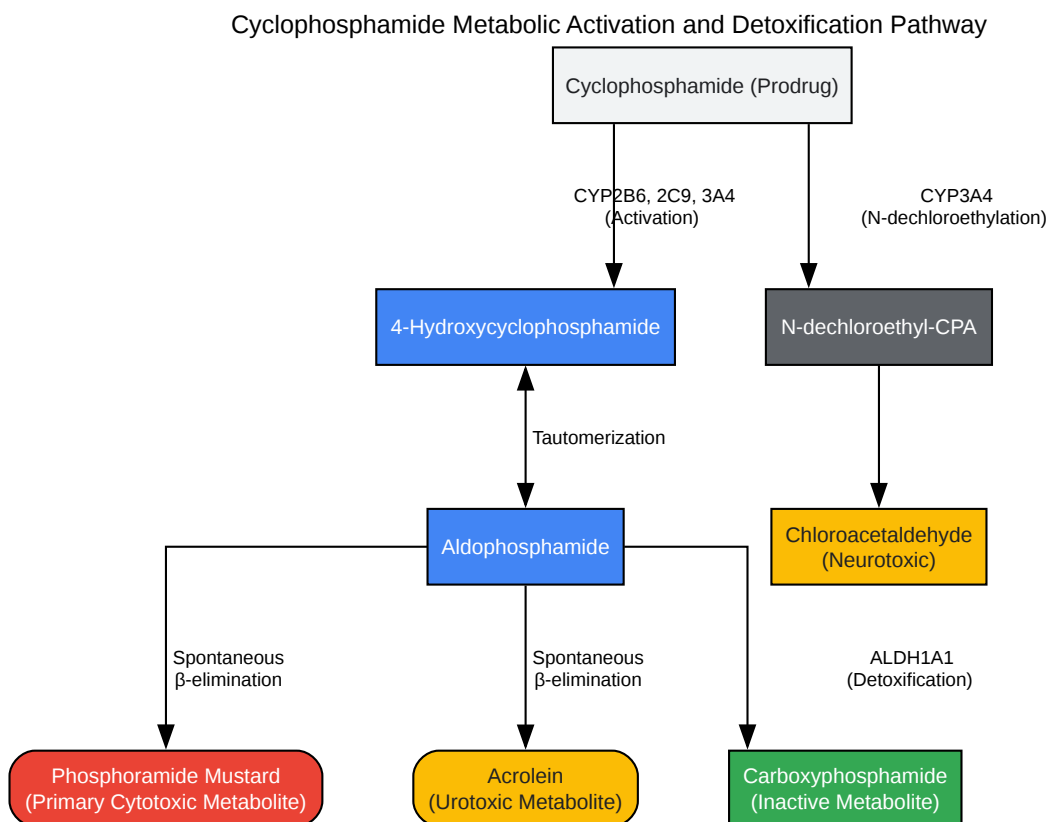 Cyclophosphamide Metabolic Activation and Detoxification Pathway
Cyclophosphamide (Prodrug)
CYP2B6, 2C9, 3A4
(Activation)
CYP3A4
(N-dechloroethylation)
4-Hydroxycyclophosphamide
N-dechloroethyl-CPA
Tautomerization
Aldophosphamide
Chloroacetaldehyde
(Neurotoxic)
Spontaneous
β-elimination
Spontaneous
β-elimination
ALDH1A1
(Detoxification)
Phosphoramide Mustard
(Primary Cytotoxic Metabolite)
Acrolein
(Urotoxic Metabolite)
Carboxyphosphamide
(Inactive Metabolite)